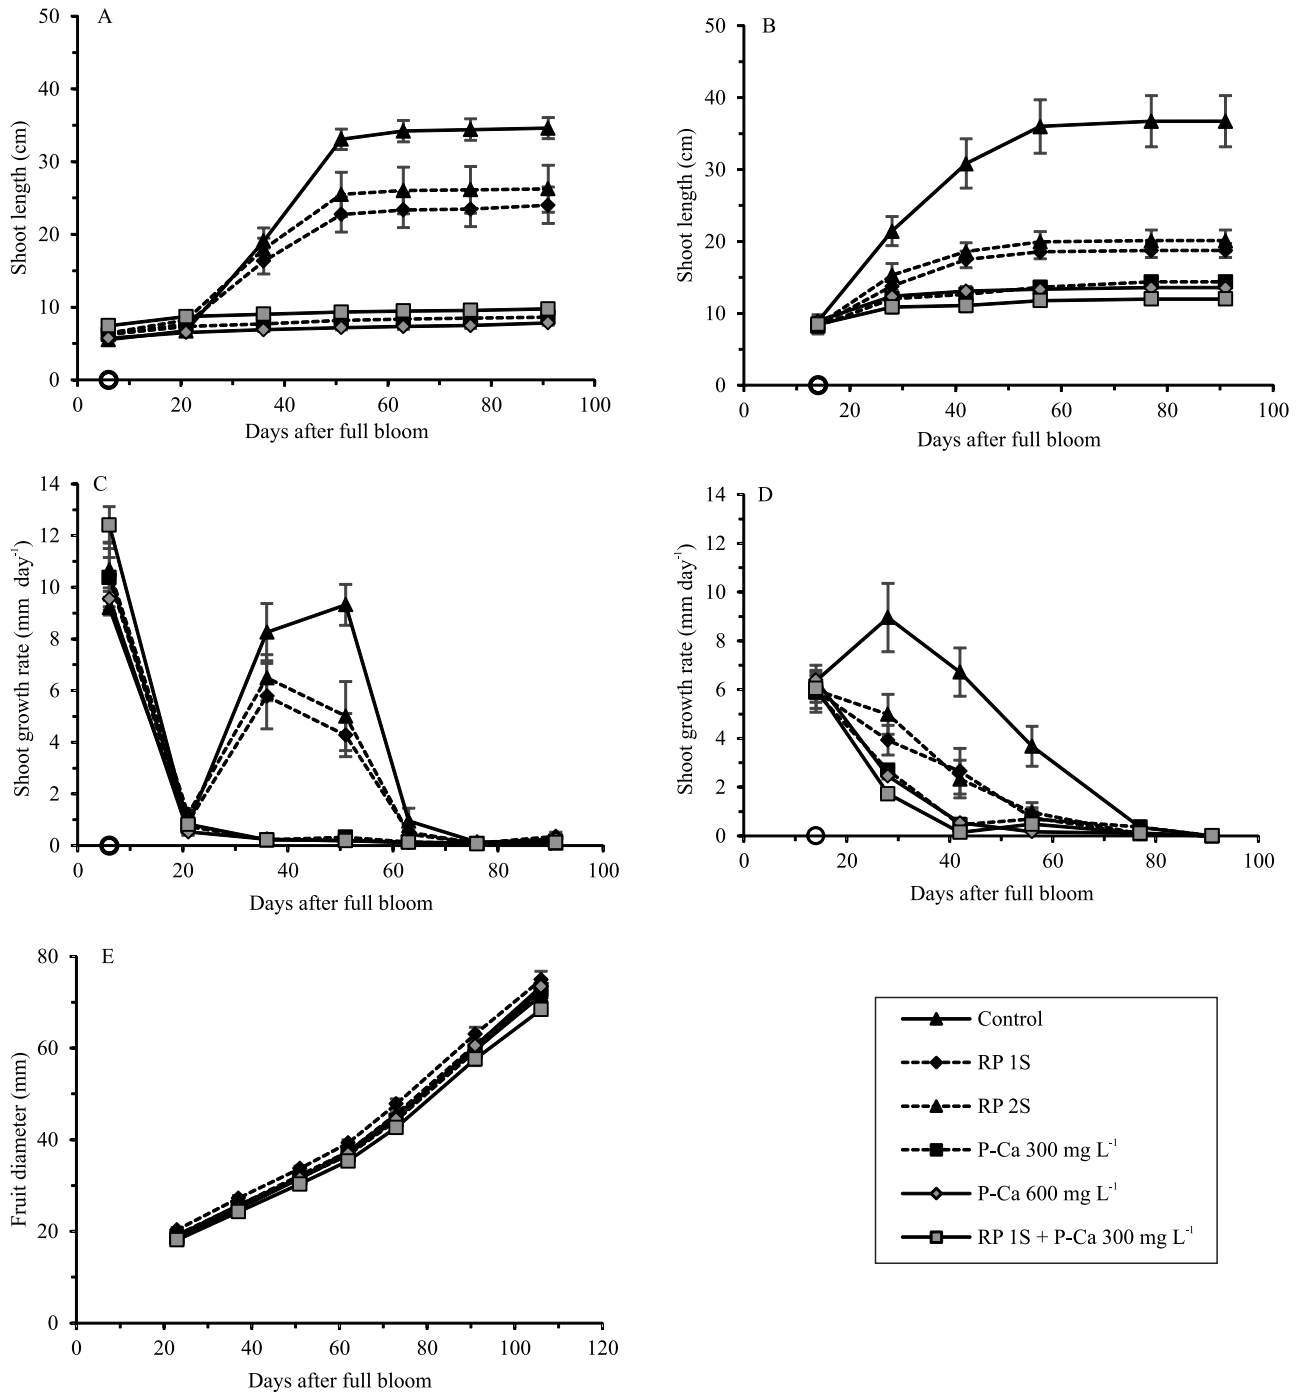 A
50
40
30
20
10
0
Shoot length (cm)
0 20 40 60 80 100
Days after full bloom
B
50
40
30
20
10
0
Shoot length (cm)
0 20 40 60 80 100
Days after full bloom
C
14
12
10
8
6
4
2
0
Shoot growth rate (mm day-1)
0 20 40 60 80 100
Days after full bloom
D
14
12
10
8
6
4
2
0
Shoot growth rate (mm day-1)
0 20 40 60 80 100
Days after full bloom
E
80
60
40
20
0
Fruit diameter (mm)
0 20 40 60 80 100 120
Days after full bloom
Control
RP 1S
RP 2S
P-Ca 300 mg L-1
P-Ca 600 mg L-1
RP 1S + P-Ca 300 mg L-1